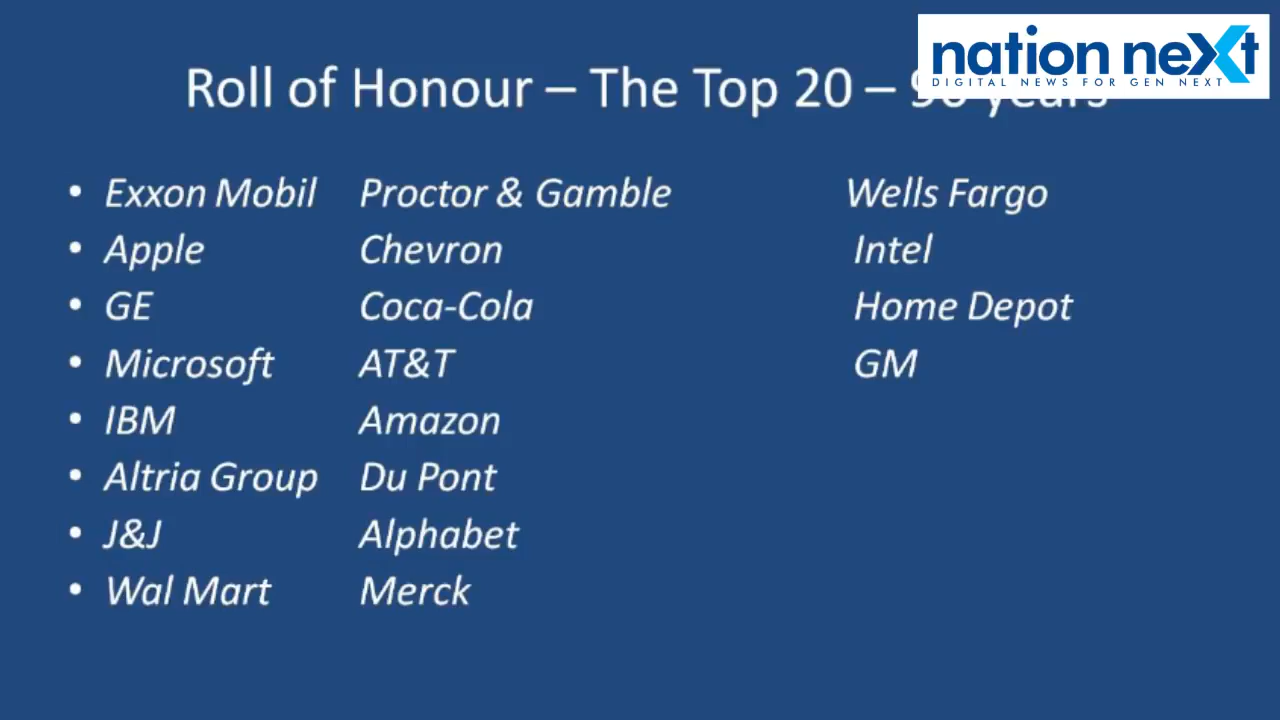 nation next
DIGITAL NEWS FOR GEN NEXT
Roll of Honour – The Top 20 – 90 years
• Exxon Mobil Proctor & Gamble Wells Fargo
• Apple Chevron Intel
• GE Coca-Cola Home Depot
• Microsoft AT&T GM
• IBM Amazon
• Altria Group Du Pont
• J&J Alphabet
• Wal Mart Merck